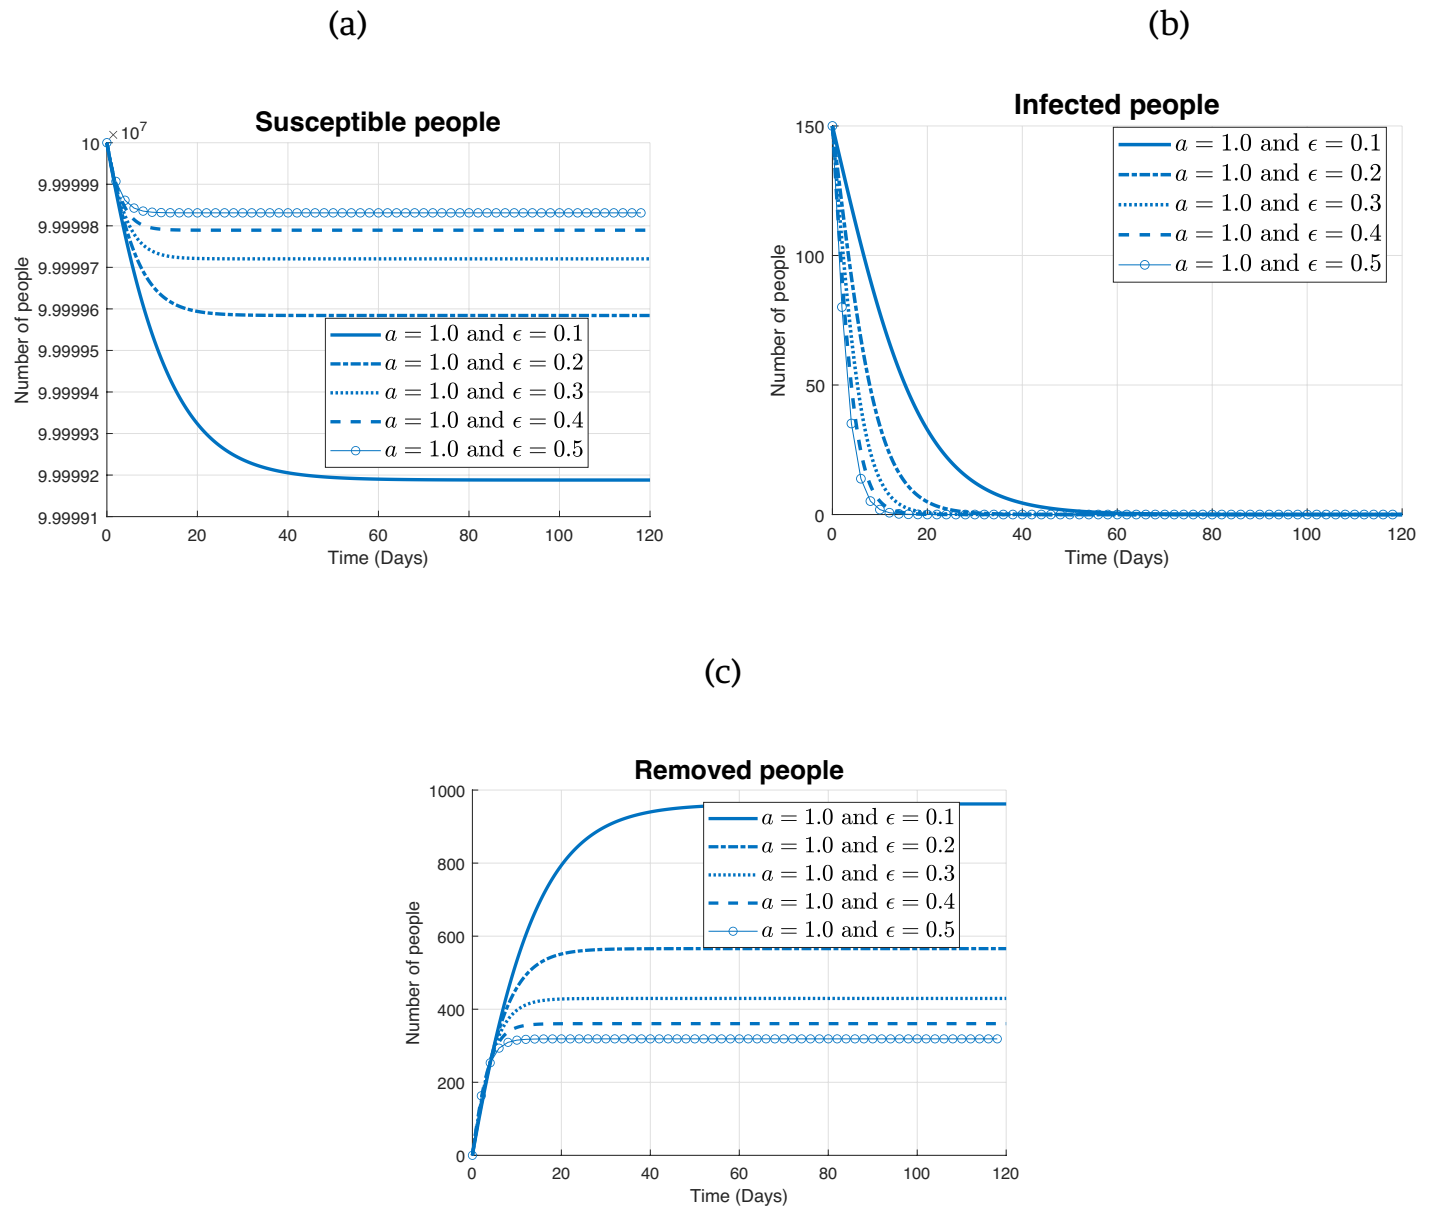 (a)
Susceptible people
× 10^7
10
9.99999
9.99998
9.99997
9.99996
9.99995
9.99994
9.99993
9.99992
9.99991
Number of people
0 20 40 60 80 100 120
Time (Days)
a = 1.0 and ϵ = 0.1
a = 1.0 and ϵ = 0.2
a = 1.0 and ϵ = 0.3
a = 1.0 and ϵ = 0.4
a = 1.0 and ϵ = 0.5
(b)
Infected people
150
100
50
0
Number of people
0 20 40 60 80 100 120
Time (Days)
a = 1.0 and ϵ = 0.1
a = 1.0 and ϵ = 0.2
a = 1.0 and ϵ = 0.3
a = 1.0 and ϵ = 0.4
a = 1.0 and ϵ = 0.5
(c)
Removed people
1000
800
600
400
200
0
Number of people
0 20 40 60 80 100 120
Time (Days)
a = 1.0 and ϵ = 0.1
a = 1.0 and ϵ = 0.2
a = 1.0 and ϵ = 0.3
a = 1.0 and ϵ = 0.4
a = 1.0 and ϵ = 0.5